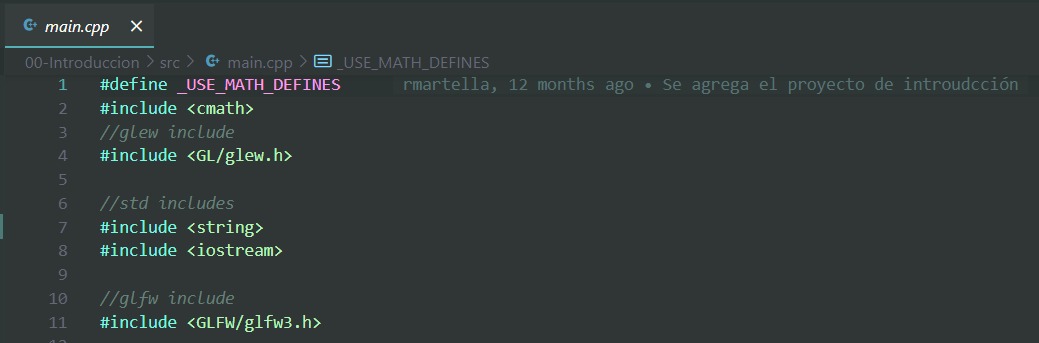 main.cpp ×
00-Introduccion > src > main.cpp > _USE_MATH_DEFINES
1 #define _USE_MATH_DEFINES rmartella, 12 months ago • Se agrega el proyecto de introudcción
2 #include <cmath>
3 //glew include
4 #include <GL/glew.h>
5
6 //std includes
7 #include <string>
8 #include <iostream>
9
10 //glfw include
11 #include <GLFW/glfw3.h>